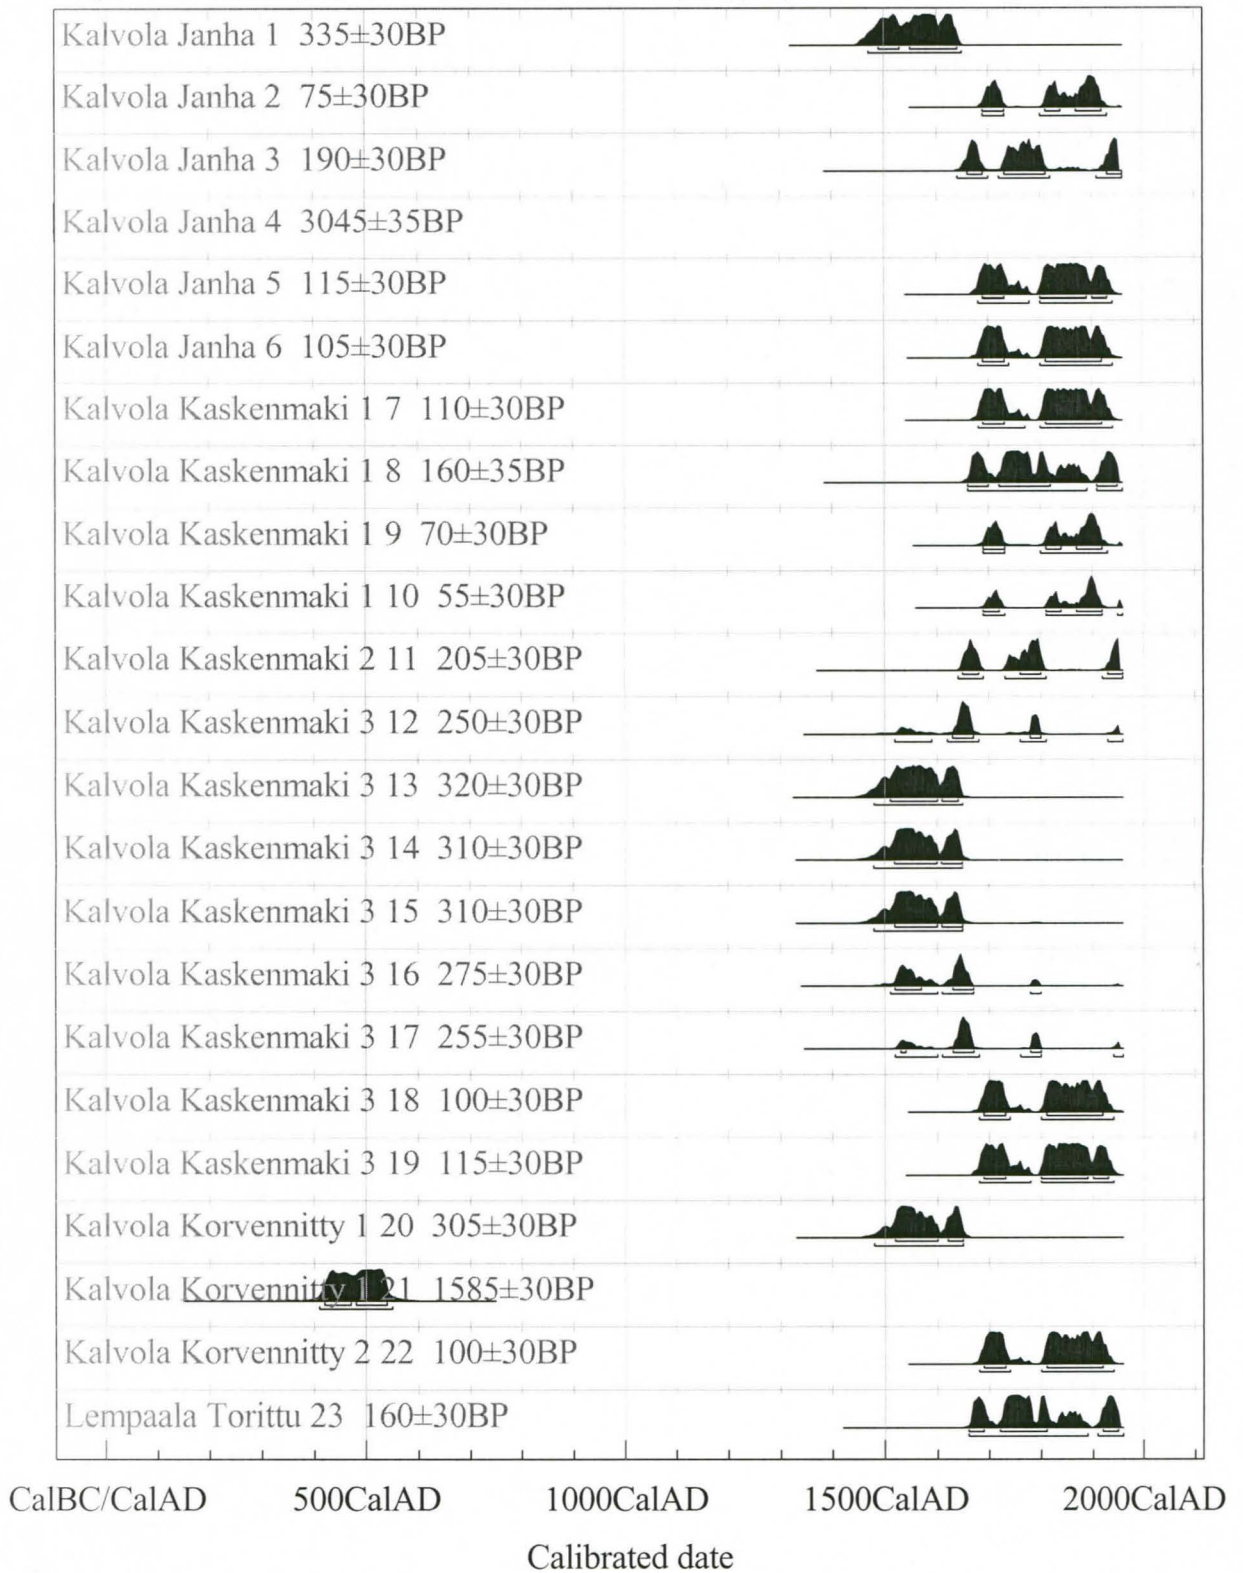 Kalvola Janha 1 335±30BP
Kalvola Janha 2 75±30BP
Kalvola Janha 3 190±30BP
Kalvola Janha 4 3045±35BP
Kalvola Janha 5 115±30BP
Kalvola Janha 6 105±30BP
Kalvola Kaskenmaki 1 7 110±30BP
Kalvola Kaskenmaki 1 8 160±35BP
Kalvola Kaskenmaki 1 9 70±30BP
Kalvola Kaskenmaki 1 10 55±30BP
Kalvola Kaskenmaki 2 11 205±30BP
Kalvola Kaskenmaki 3 12 250±30BP
Kalvola Kaskenmaki 3 13 320±30BP
Kalvola Kaskenmaki 3 14 310±30BP
Kalvola Kaskenmaki 3 15 310±30BP
Kalvola Kaskenmaki 3 16 275±30BP
Kalvola Kaskenmaki 3 17 255±30BP
Kalvola Kaskenmaki 3 18 100±30BP
Kalvola Kaskenmaki 3 19 115±30BP
Kalvola Korvennitty 1 20 305±30BP
Kalvola Korvennitty 1 21 1585±30BP
Kalvola Korvennitty 2 22 100±30BP
Lempaala Torittu 23 160±30BP
CalBC/CalAD 500CalAD 1000CalAD 1500CalAD 2000CalAD
Calibrated date